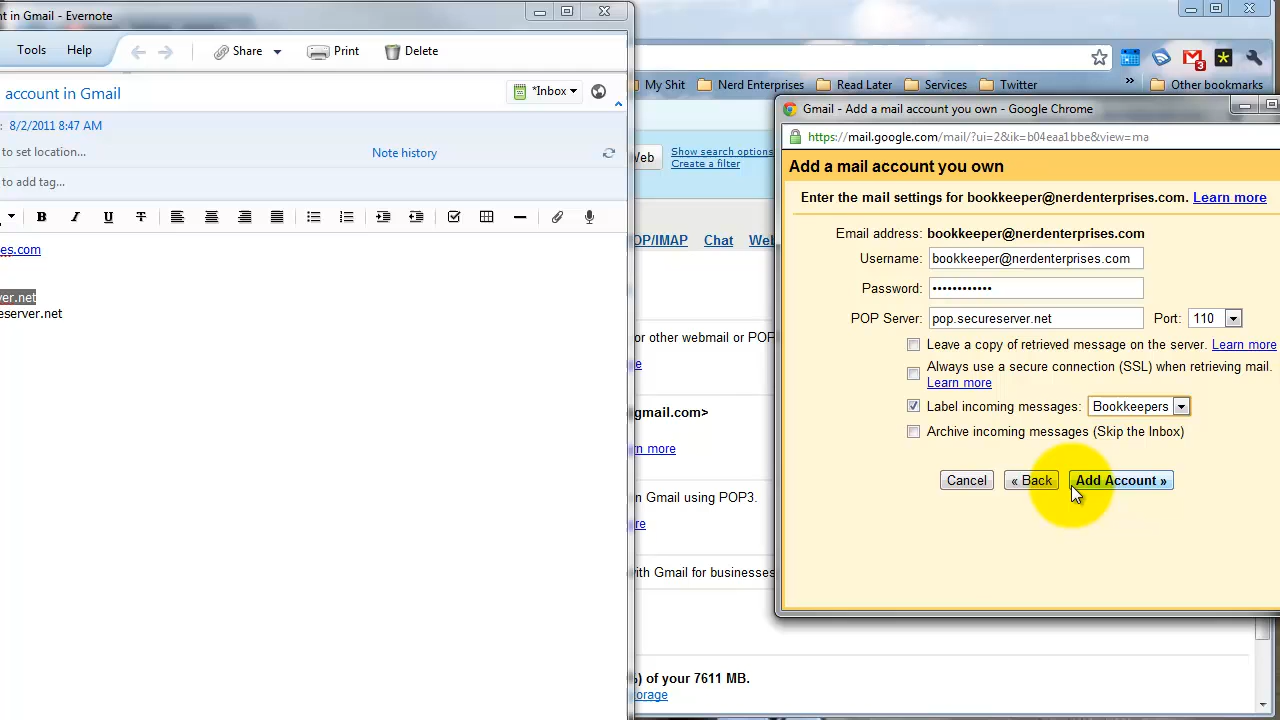 t in Gmail - Evernote
Tools Help Share Print Delete
account in Gmail *Inbox
: 8/2/2011 8:47 AM
to set location... Note history
to add tag...
B I U T
es.com
ver.net
eserver.net
My Shit Nerd Enterprises Read Later Services Twitter » Other bookmarks
3
Web Show search options
Create a filter
OP/IMAP Chat Web
or other webmail or POP
e
gmail.com>
rn more
n Gmail using POP3.
re
with Gmail for businesses
) of your 7611 MB.
orage
Gmail - Add a mail account you own - Google Chrome
https://mail.google.com/mail/?ui=2&ik=b04eaa1bbe&view=ma
Add a mail account you own
Enter the mail settings for bookkeeper@nerdenterprises.com. Learn more
Email address: bookkeeper@nerdenterprises.com
Username: bookkeeper@nerdenterprises.com
Password: ••••••••••••
POP Server: pop.secureserver.net Port: 110
Leave a copy of retrieved message on the server. Learn more
Always use a secure connection (SSL) when retrieving mail.
Learn more
Label incoming messages: Bookkeepers
Archive incoming messages (Skip the Inbox)
Cancel « Back Add Account »